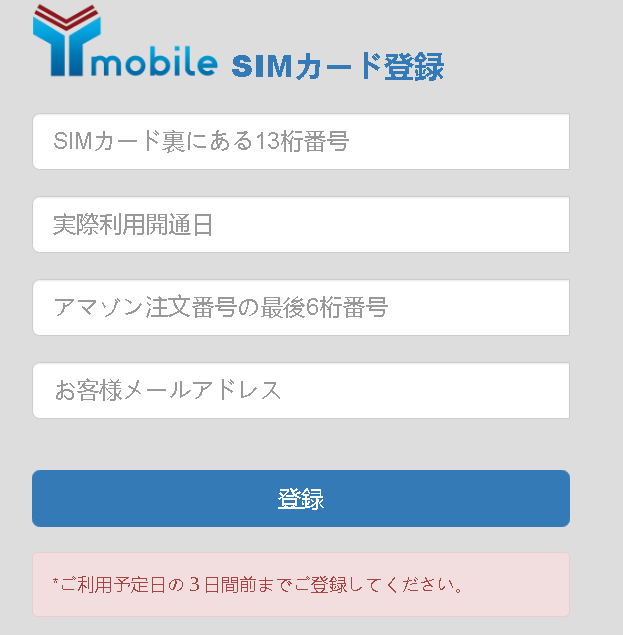 Ymobile SIMカード登録
SIMカード裏にある13桁番号
実際利用開通日
アマゾン注文番号の最後6桁番号
お客様メールアドレス
登録
*ご利用予定日の３日間前までご登録してください。